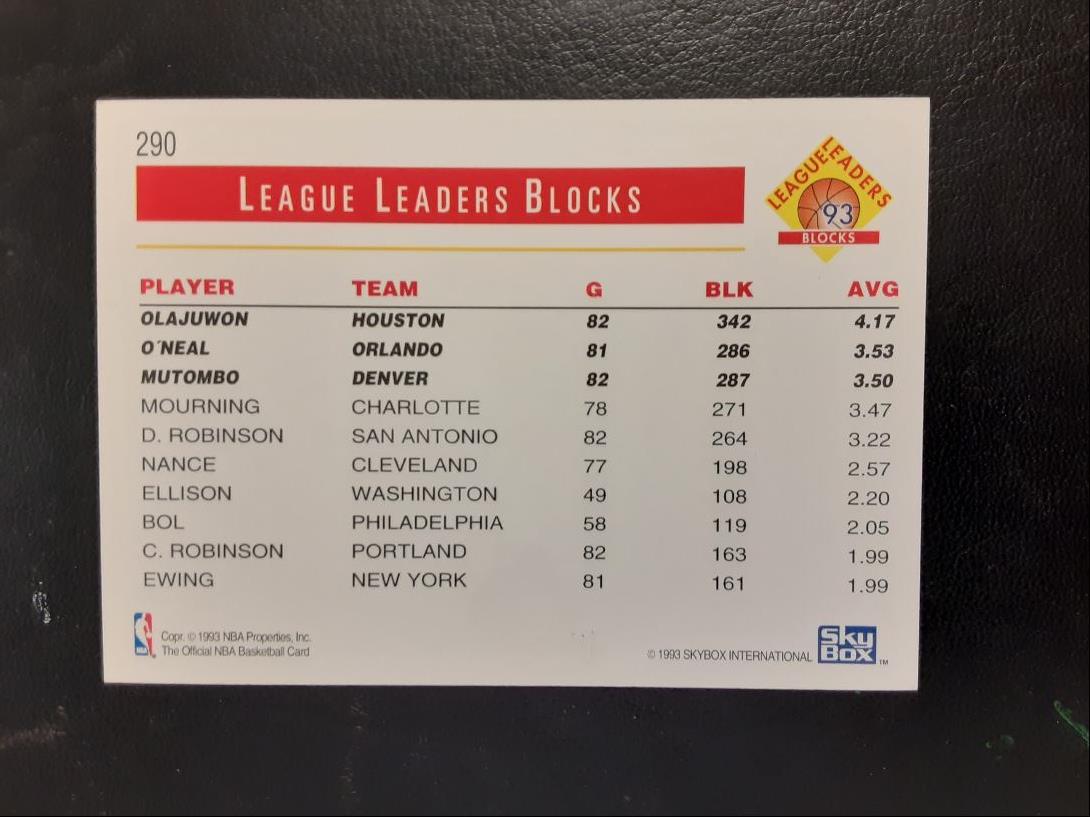 290
LEAGUE LEADERS BLOCKS
LEAGUE LEADERS
93
BLOCKS
PLAYER TEAM G BLK AVG
OLAJUWON HOUSTON 82 342 4.17
O'NEAL ORLANDO 81 286 3.53
MUTOMBO DENVER 82 287 3.50
MOURNING CHARLOTTE 78 271 3.47
D. ROBINSON SAN ANTONIO 82 264 3.22
NANCE CLEVELAND 77 198 2.57
ELLISON WASHINGTON 49 108 2.20
BOL PHILADELPHIA 58 119 2.05
C. ROBINSON PORTLAND 82 163 1.99
EWING NEW YORK 81 161 1.99
NBA
Copr. © 1993 NBA Properties, Inc.
The Official NBA Basketball Card
© 1993 SKYBOX INTERNATIONAL
Sky
BOX TM